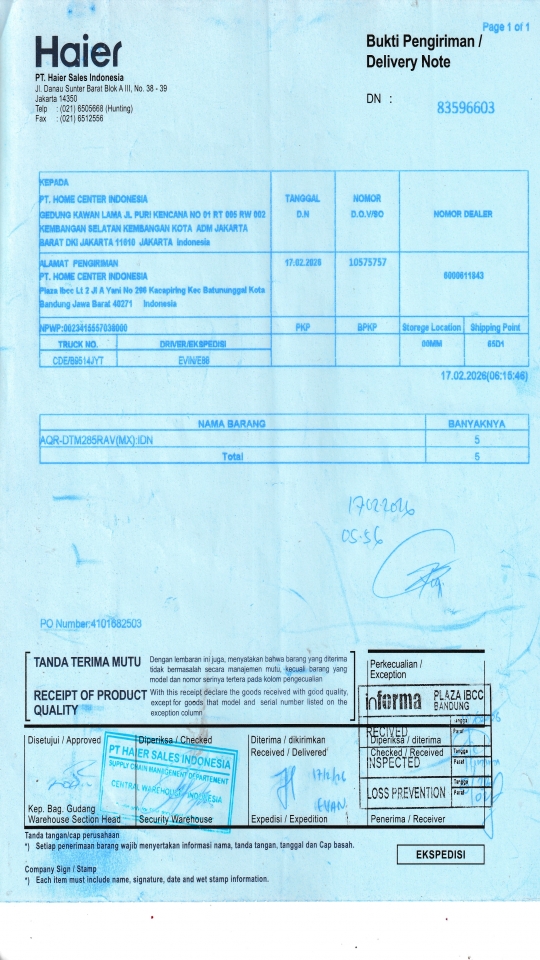 Page 1 of 1
Haier
Bukti Pengiriman /
Delivery Note
PT. Haier Sales Indonesia
Jl. Danau Sunter Barat Blok A III, No. 38 - 39
Jakarta 14350
Telp : (021) 6505668 (Hunting)
Fax : (021) 6512556
DN : 83596603
KEPADA
PT. HOME CENTER INDONESIA
GEDUNG KAWAN LAMA JL PURI KENCANA NO 01 RT 005 RW 002
KEMBANGAN SELATAN KEMBANGAN KOTA ADM JAKARTA
BARAT DKI JAKARTA 11610 JAKARTA Indonesia
TANGGAL
D.N
NOMOR
D.O.V/BO
NOMOR DEALER
ALAMAT PENGIRIMAN
PT. HOME CENTER INDONESIA
Plaza Ibcc Lt 2 Jl A Yani No 296 Kacapiring Kec Batununggal Kota
Bandung Jawa Barat 40271 Indonesia
17.02.2026
10575757
6000611843
NPWP:0023415557038000
PKP
BPKP
Storege Location
Shipping Point
TRUCK NO.
DRIVER/EKSPEDISI
00MM
65D1
CDE/B9514JYT
EVIN/E86
17.02.2026(06:15:46)
NAMA BARANG
BANYAKNYA
AQR-DTM285RAV(MX):IDN
5
Total
5
17022026
05.56
PO Number:4101682503
TANDA TERIMA MUTU
Dengan lembaran ini juga, menyatakan bahwa barang yang diterima
tidak bermasalah secara manajemen mutu, kecuali barang yang
model dan nomor serinya tertera pada kolom pengecualian
RECEIPT OF PRODUCT
QUALITY
With this receipt declare the goods received with good quality,
except for goods that model and serial number listed on the
exception column
Perkecualian /
Exception
informa
PLAZA IBCC
BANDUNG
RECIVED
INSPECTED
LOSS PREVENTION
Tanggal
Paraf
Tangga
Paraf
Tangga
Paraf
Disetujui / Approved
Diperiksa / Checked
Diterima / dikirimkan
Received / Delivered
Diperiksa / diterima
Checked / Received
PT HAIER SALES INDONESIA
SUPPLY CHAIN MANAGEMENT DEPARTEMENT
CENTRAL WAREHOUSE INDONESIA
17/2/26
EVAN
Kep. Bag. Gudang
Warehouse Section Head
Security Warehouse
Expedisi / Expedition
Penerima / Receiver
Tanda tangan/cap perusahaan
*) Setiap penerimaan barang wajib menyertakan informasi nama, tanda tangan, tanggal dan Cap basah.
EKSPEDISI
Company Sign / Stamp
*) Each item must include name, signature, date and wet stamp information.